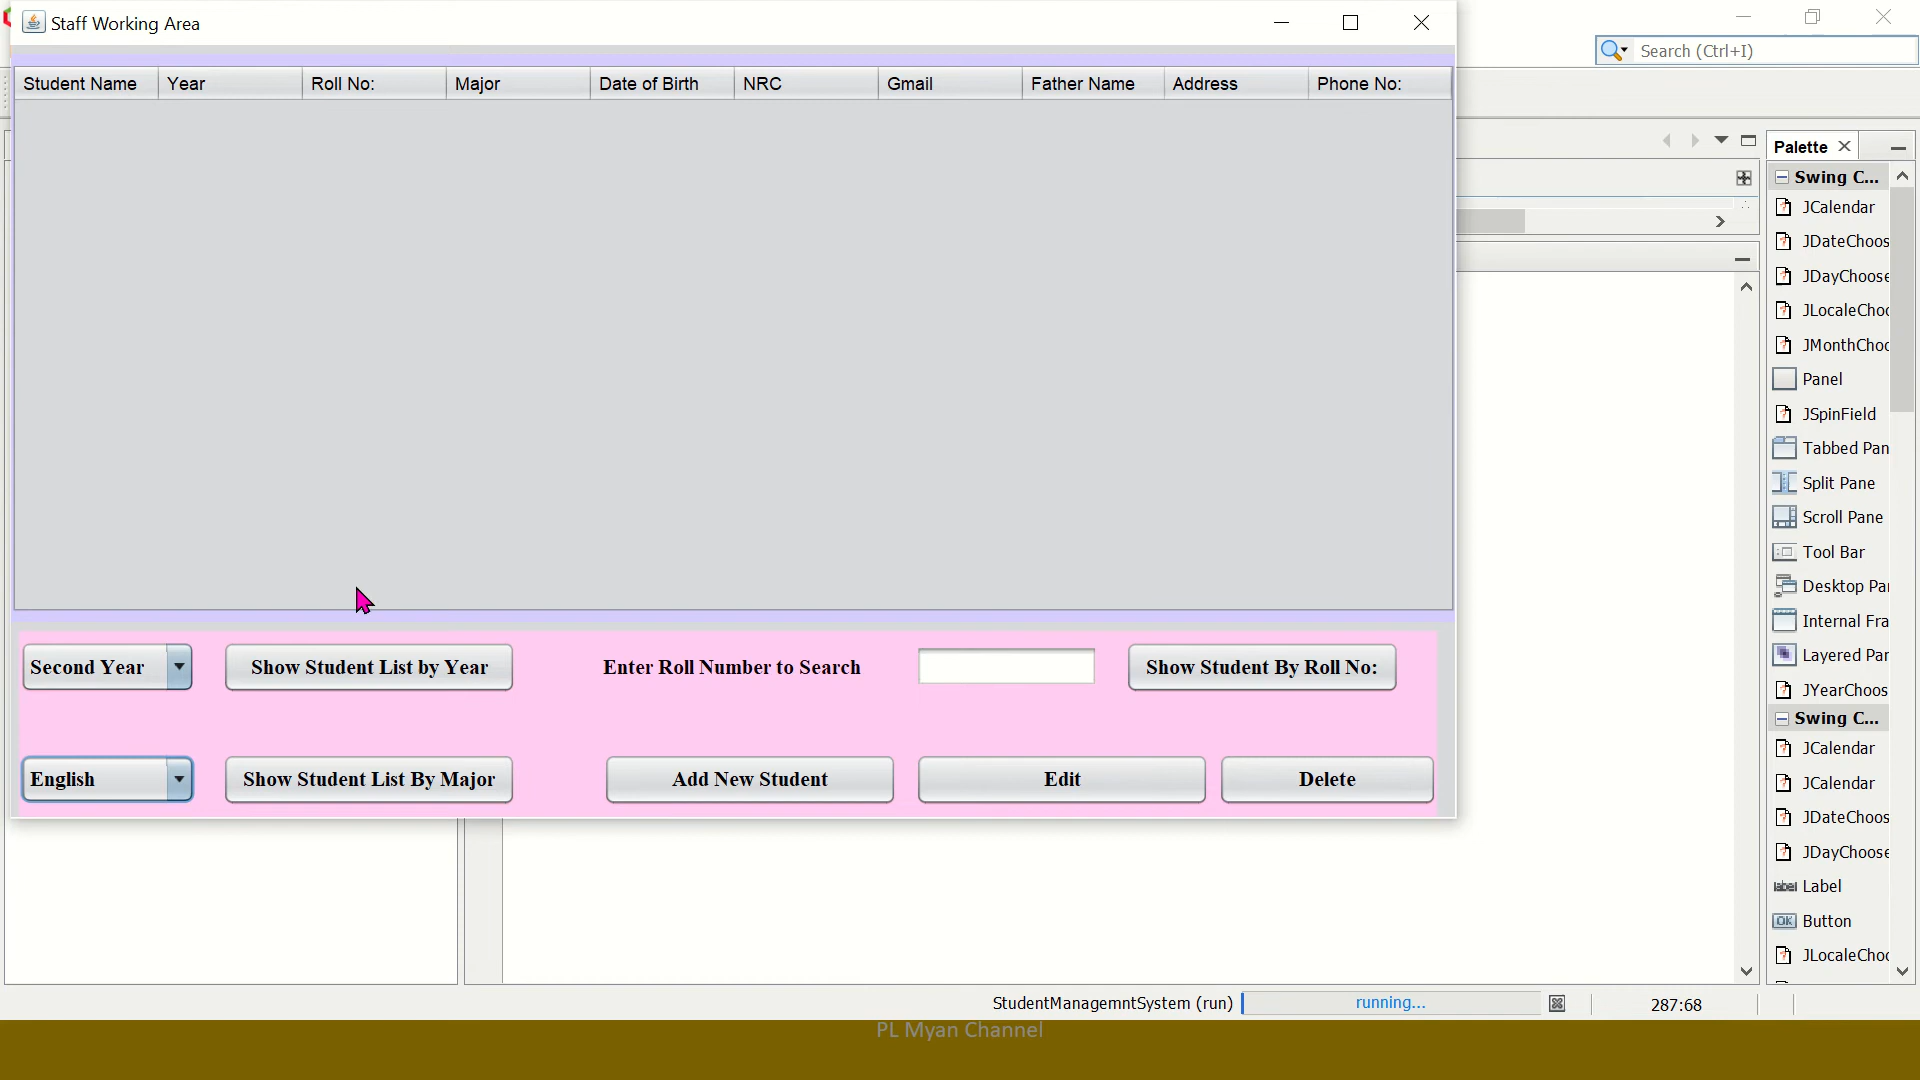 Staff Working Area
Search (Ctrl+I)
Student Name Year Roll No: Major Date of Birth NRC Gmail Father Name Address Phone No:
Palette
Swing C...
JCalendar
JDateChoos
JDayChoose
JLocaleChoo
JMonthChoo
Panel
JSpinField
Tabbed Pan
Split Pane
Scroll Pane
Tool Bar
Desktop Pa
Internal Fra
Layered Par
JYearChoos
Swing C...
JCalendar
JCalendar
JDateChoos
JDayChoose
label Label
OK Button
JLocaleChoo
Second Year Show Student List by Year Enter Roll Number to Search Show Student By Roll No:
English Show Student List By Major Add New Student Edit Delete
StudentManagemntSystem (run) running... 287:68
PL Myan Channel